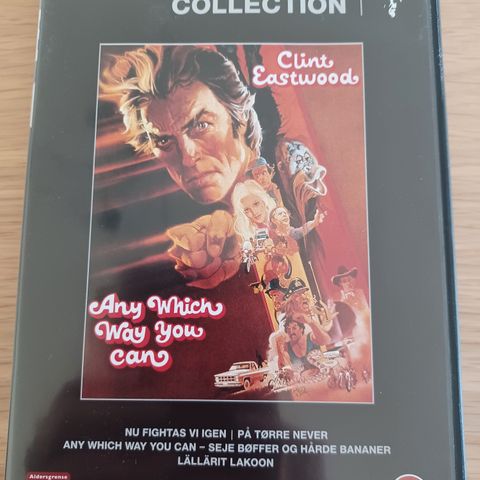 COLLECTION
Clint
Eastwood
Any Which
Way You
Can
NU FIGHTAS VI IGEN | PÅ TØRRE NEVER
ANY WHICH WAY YOU CAN – SEJE BØFFER OG HÅRDE BANANER
LÄLLÄRIT LAKOON
Aldersgrense